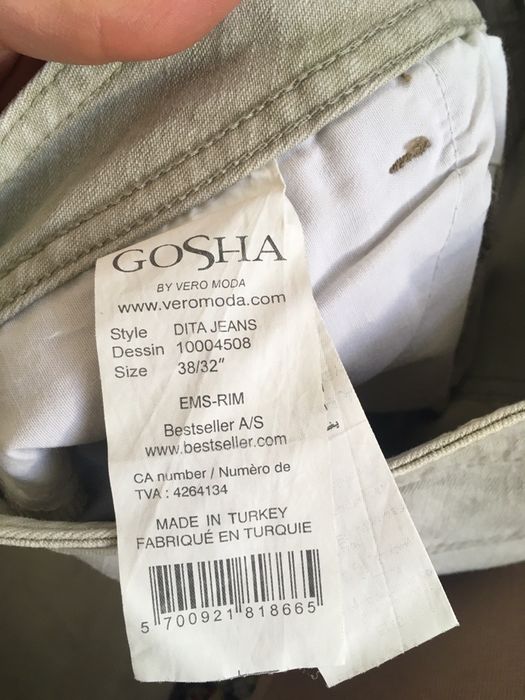 GOSHA
BY VERO MODA
www.veromoda.com
Style DITA JEANS
Dessin 10004508
Size 38/32"
EMS-RIM
Bestseller A/S
www.bestseller.com
CA number / Numèro de
TVA : 4264134
MADE IN TURKEY
FABRIQUÉ EN TURQUIE
5 700921 818665